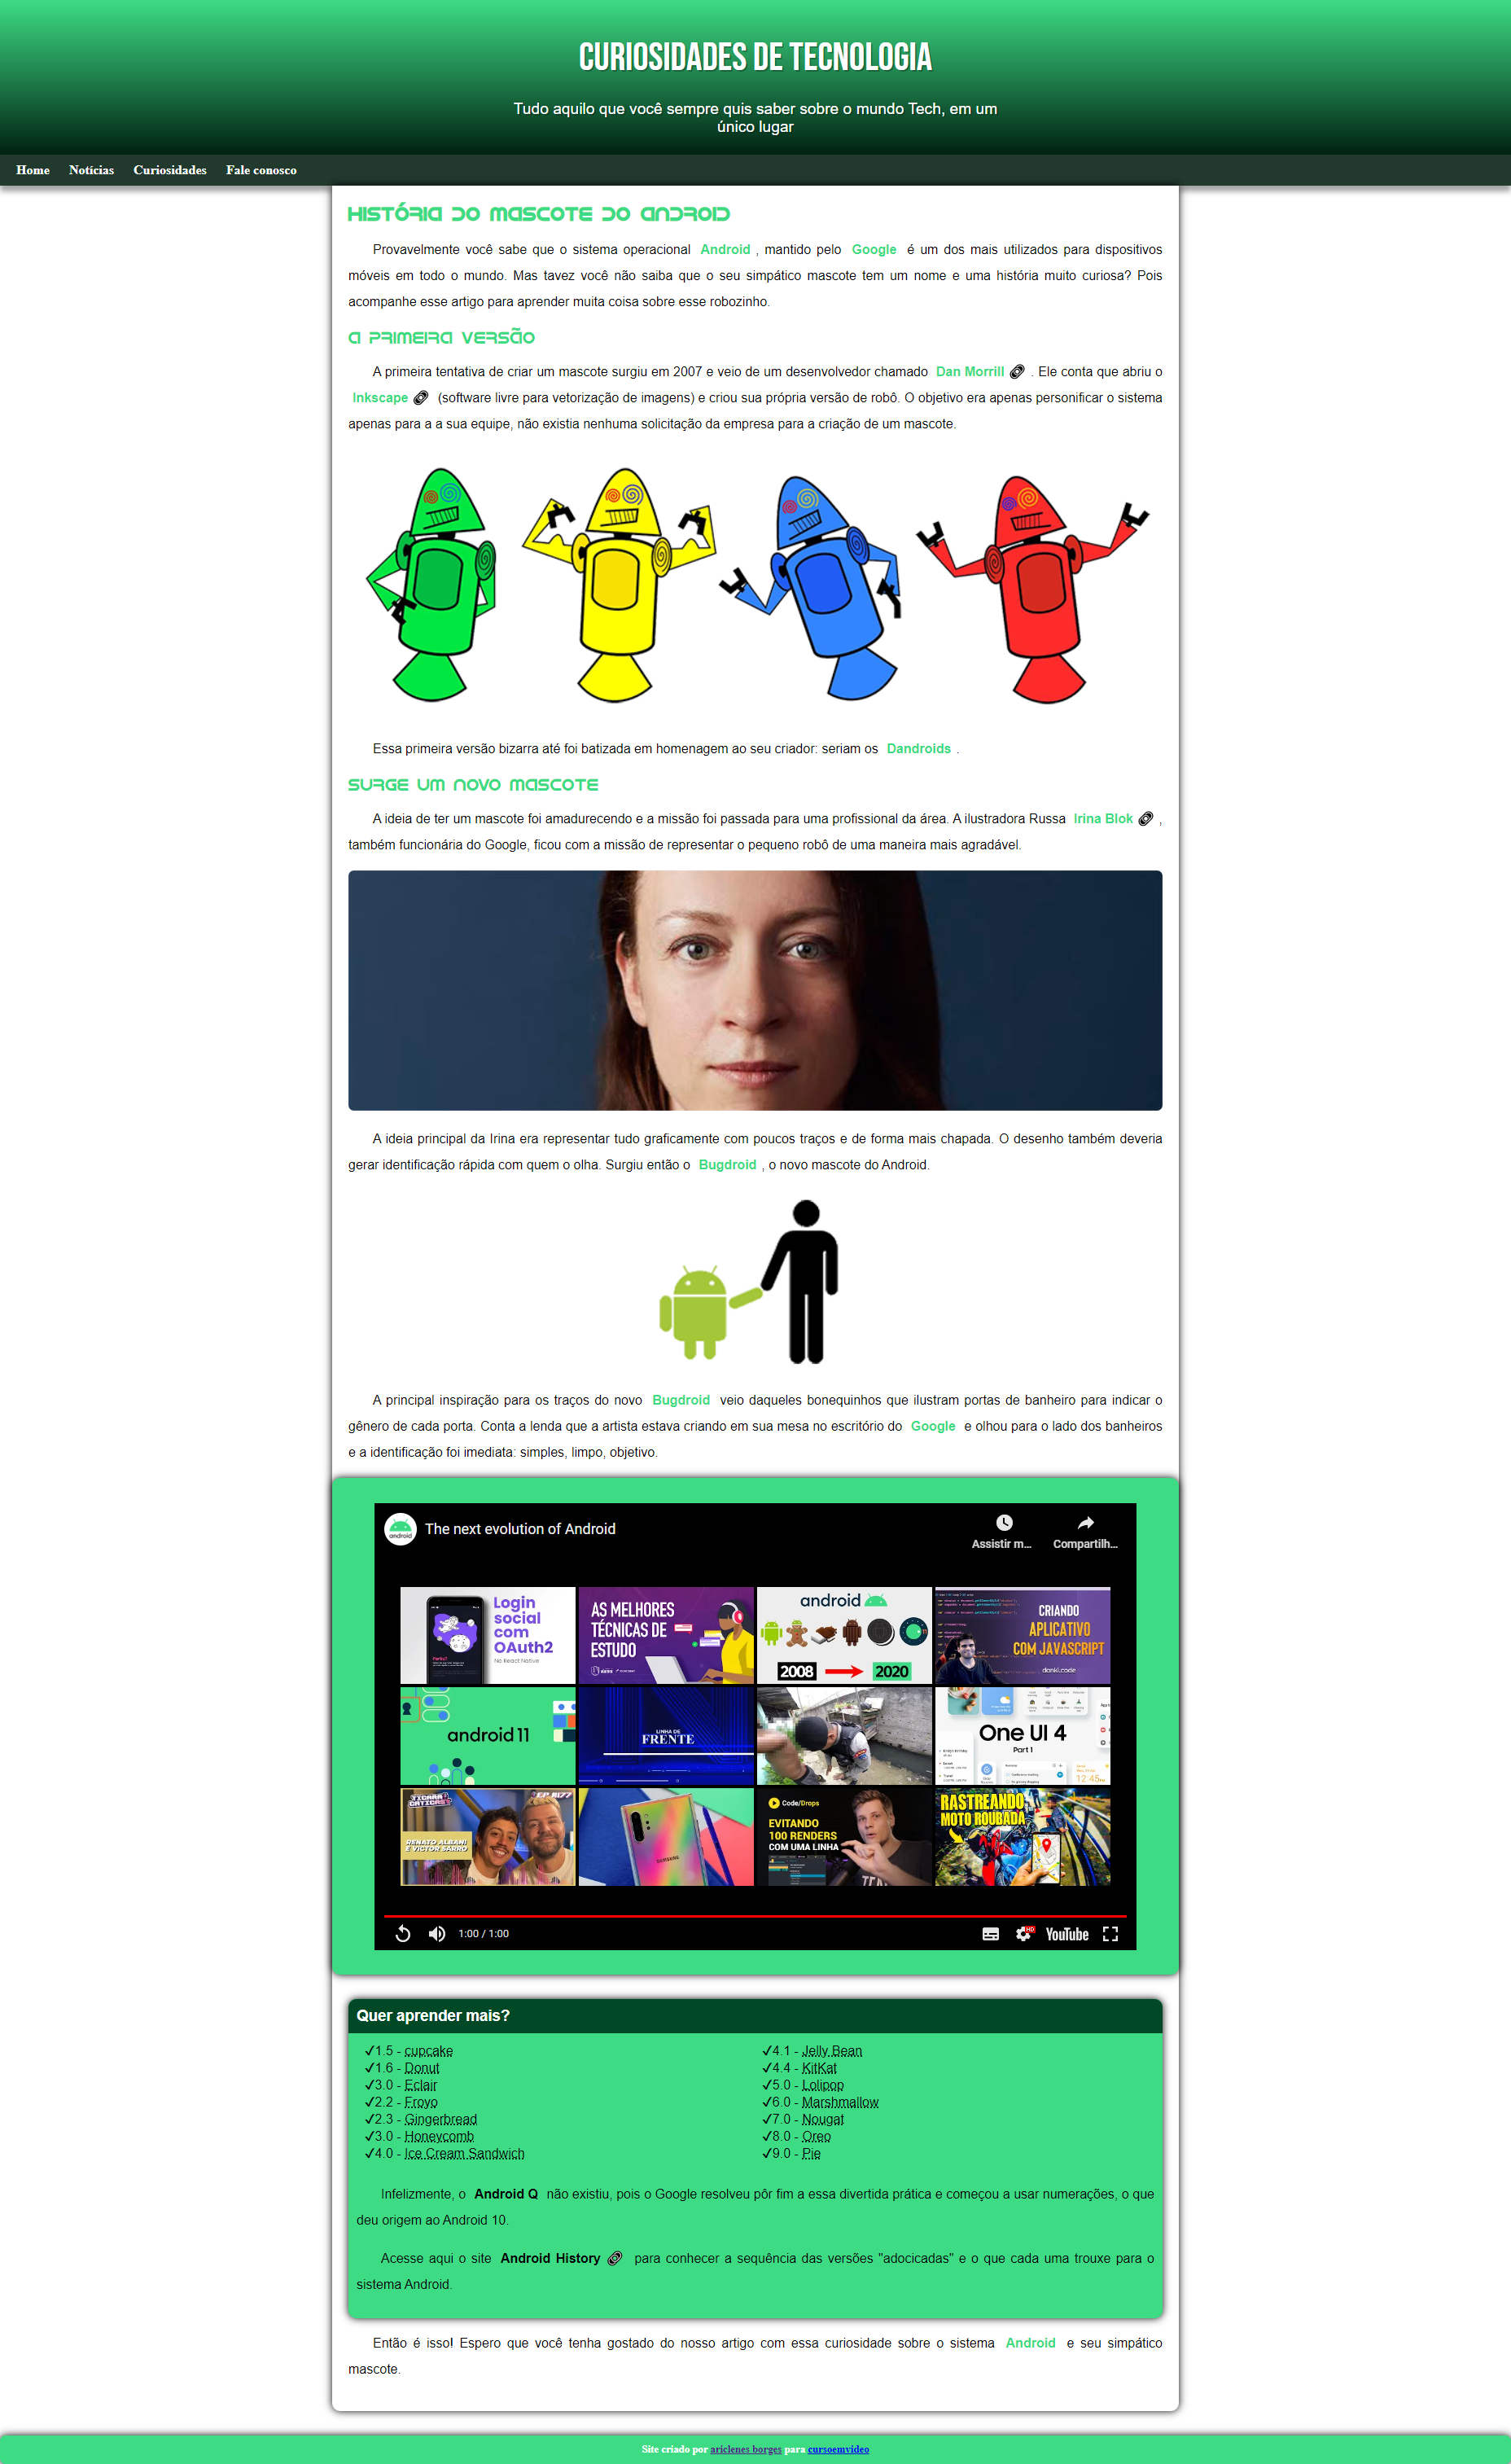 CURIOSIDADES DE TECNOLOGIA
Tudo aquilo que você sempre quis saber sobre o mundo Tech, em um
único lugar
Home Notícias Curiosidades Fale conosco
História do Mascote do Android
Provavelmente você sabe que o sistema operacional Android , mantido pelo Google é um dos mais utilizados para dispositivos
móveis em todo o mundo. Mas tavez você não saiba que o seu simpático mascote tem um nome e uma história muito curiosa? Pois
acompanhe esse artigo para aprender muita coisa sobre esse robozinho.
A primeira versão
A primeira tentativa de criar um mascote surgiu em 2007 e veio de um desenvolvedor chamado Dan Morrill . Ele conta que abriu o
Inkscape (software livre para vetorização de imagens) e criou sua própria versão de robô. O objetivo era apenas personificar o sistema
apenas para a a sua equipe, não existia nenhuma solicitação da empresa para a criação de um mascote.
Essa primeira versão bizarra até foi batizada em homenagem ao seu criador: seriam os Dandroids .
Surge um novo mascote
A ideia de ter um mascote foi amadurecendo e a missão foi passada para uma profissional da área. A ilustradora Russa Irina Blok ,
também funcionária do Google, ficou com a missão de representar o pequeno robô de uma maneira mais agradável.
A ideia principal da Irina era representar tudo graficamente com poucos traços e de forma mais chapada. O desenho também deveria
gerar identificação rápida com quem o olha. Surgiu então o Bugdroid , o novo mascote do Android.
A principal inspiração para os traços do novo Bugdroid veio daqueles bonequinhos que ilustram portas de banheiro para indicar o
gênero de cada porta. Conta a lenda que a artista estava criando em sua mesa no escritório do Google e olhou para o lado dos banheiros
e a identificação foi imediata: simples, limpo, objetivo.
android
The next evolution of Android
Assistir m...
Compartilh...
Login
social
com
OAuth2
No React Native
AS MELHORES
TÉCNICAS DE
ESTUDO
android
2008 2020
CRIANDO
APLICATIVO
COM JAVASCRIPT
danki.code
android 11
LINHA DE
FRENTE
One UI 4
Part 1
12:45
EP #177
RENATO ALBANI
E VICTOR SARRO
SAMSUNG
Code/Drops
EVITANDO
100 RENDERS
COM UMA LINHA
RASTREANDO
MOTO ROUBADA
1:00 / 1:00
HD
YouTube
Quer aprender mais?
✓1.5 - cupcake
✓1.6 - Donut
✓3.0 - Eclair
✓2.2 - Froyo
✓2.3 - Gingerbread
✓3.0 - Honeycomb
✓4.0 - Ice Cream Sandwich
✓4.1 - Jelly Bean
✓4.4 - KitKat
✓5.0 - Lolipop
✓6.0 - Marshmallow
✓7.0 - Nougat
✓8.0 - Oreo
✓9.0 - Pie
Infelizmente, o Android Q não existiu, pois o Google resolveu pôr fim a essa divertida prática e começou a usar numerações, o que
deu origem ao Android 10.
Acesse aqui o site Android History para conhecer a sequência das versões "adocicadas" e o que cada uma trouxe para o
sistema Android.
Então é isso! Espero que você tenha gostado do nosso artigo com essa curiosidade sobre o sistema Android e seu simpático
mascote.
Site criado por ariclenes borges para cursoemvideo